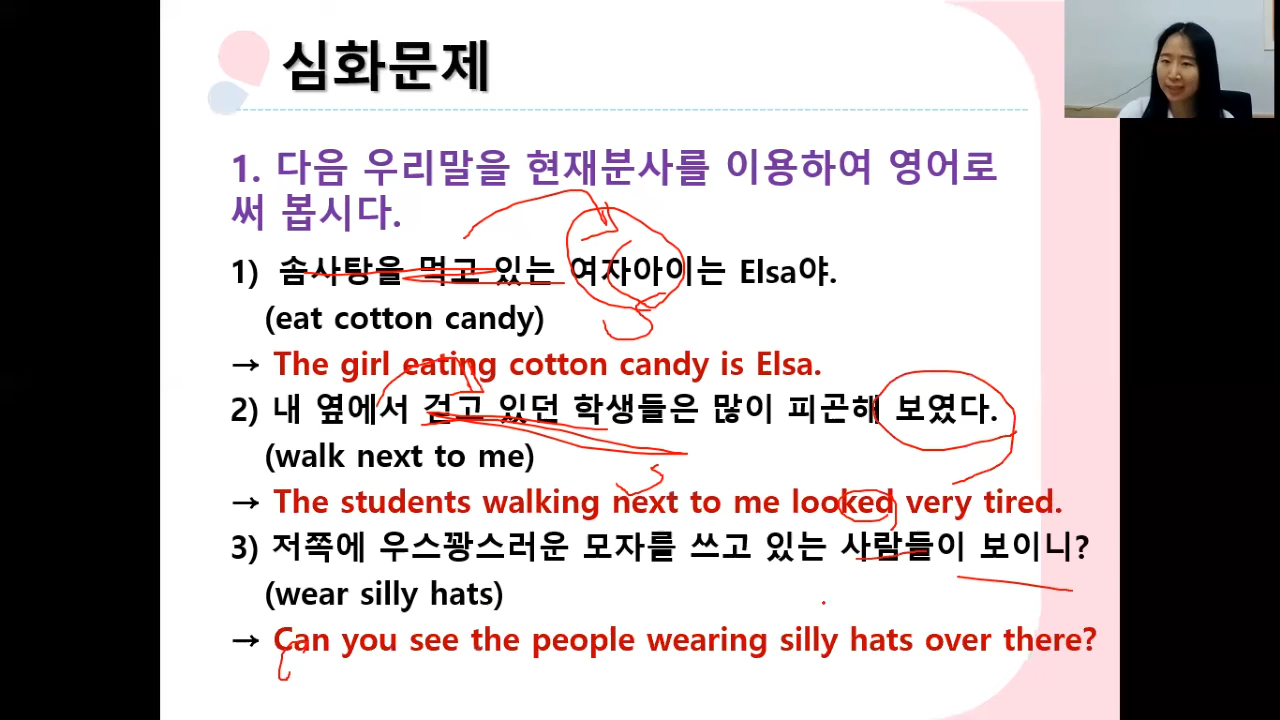 심화문제
1. 다음 우리말을 현재분사를 이용하여 영어로
써 봅시다.
1) 솜사탕을 먹고 있는 여자아이는 Elsa야.
(eat cotton candy)
→ The girl eating cotton candy is Elsa.
2) 내 옆에서 걷고 있던 학생들은 많이 피곤해 보였다.
(walk next to me)
→ The students walking next to me looked very tired.
3) 저쪽에 우스꽝스러운 모자를 쓰고 있는 사람들이 보이니?
(wear silly hats)
→ Can you see the people wearing silly hats over there?